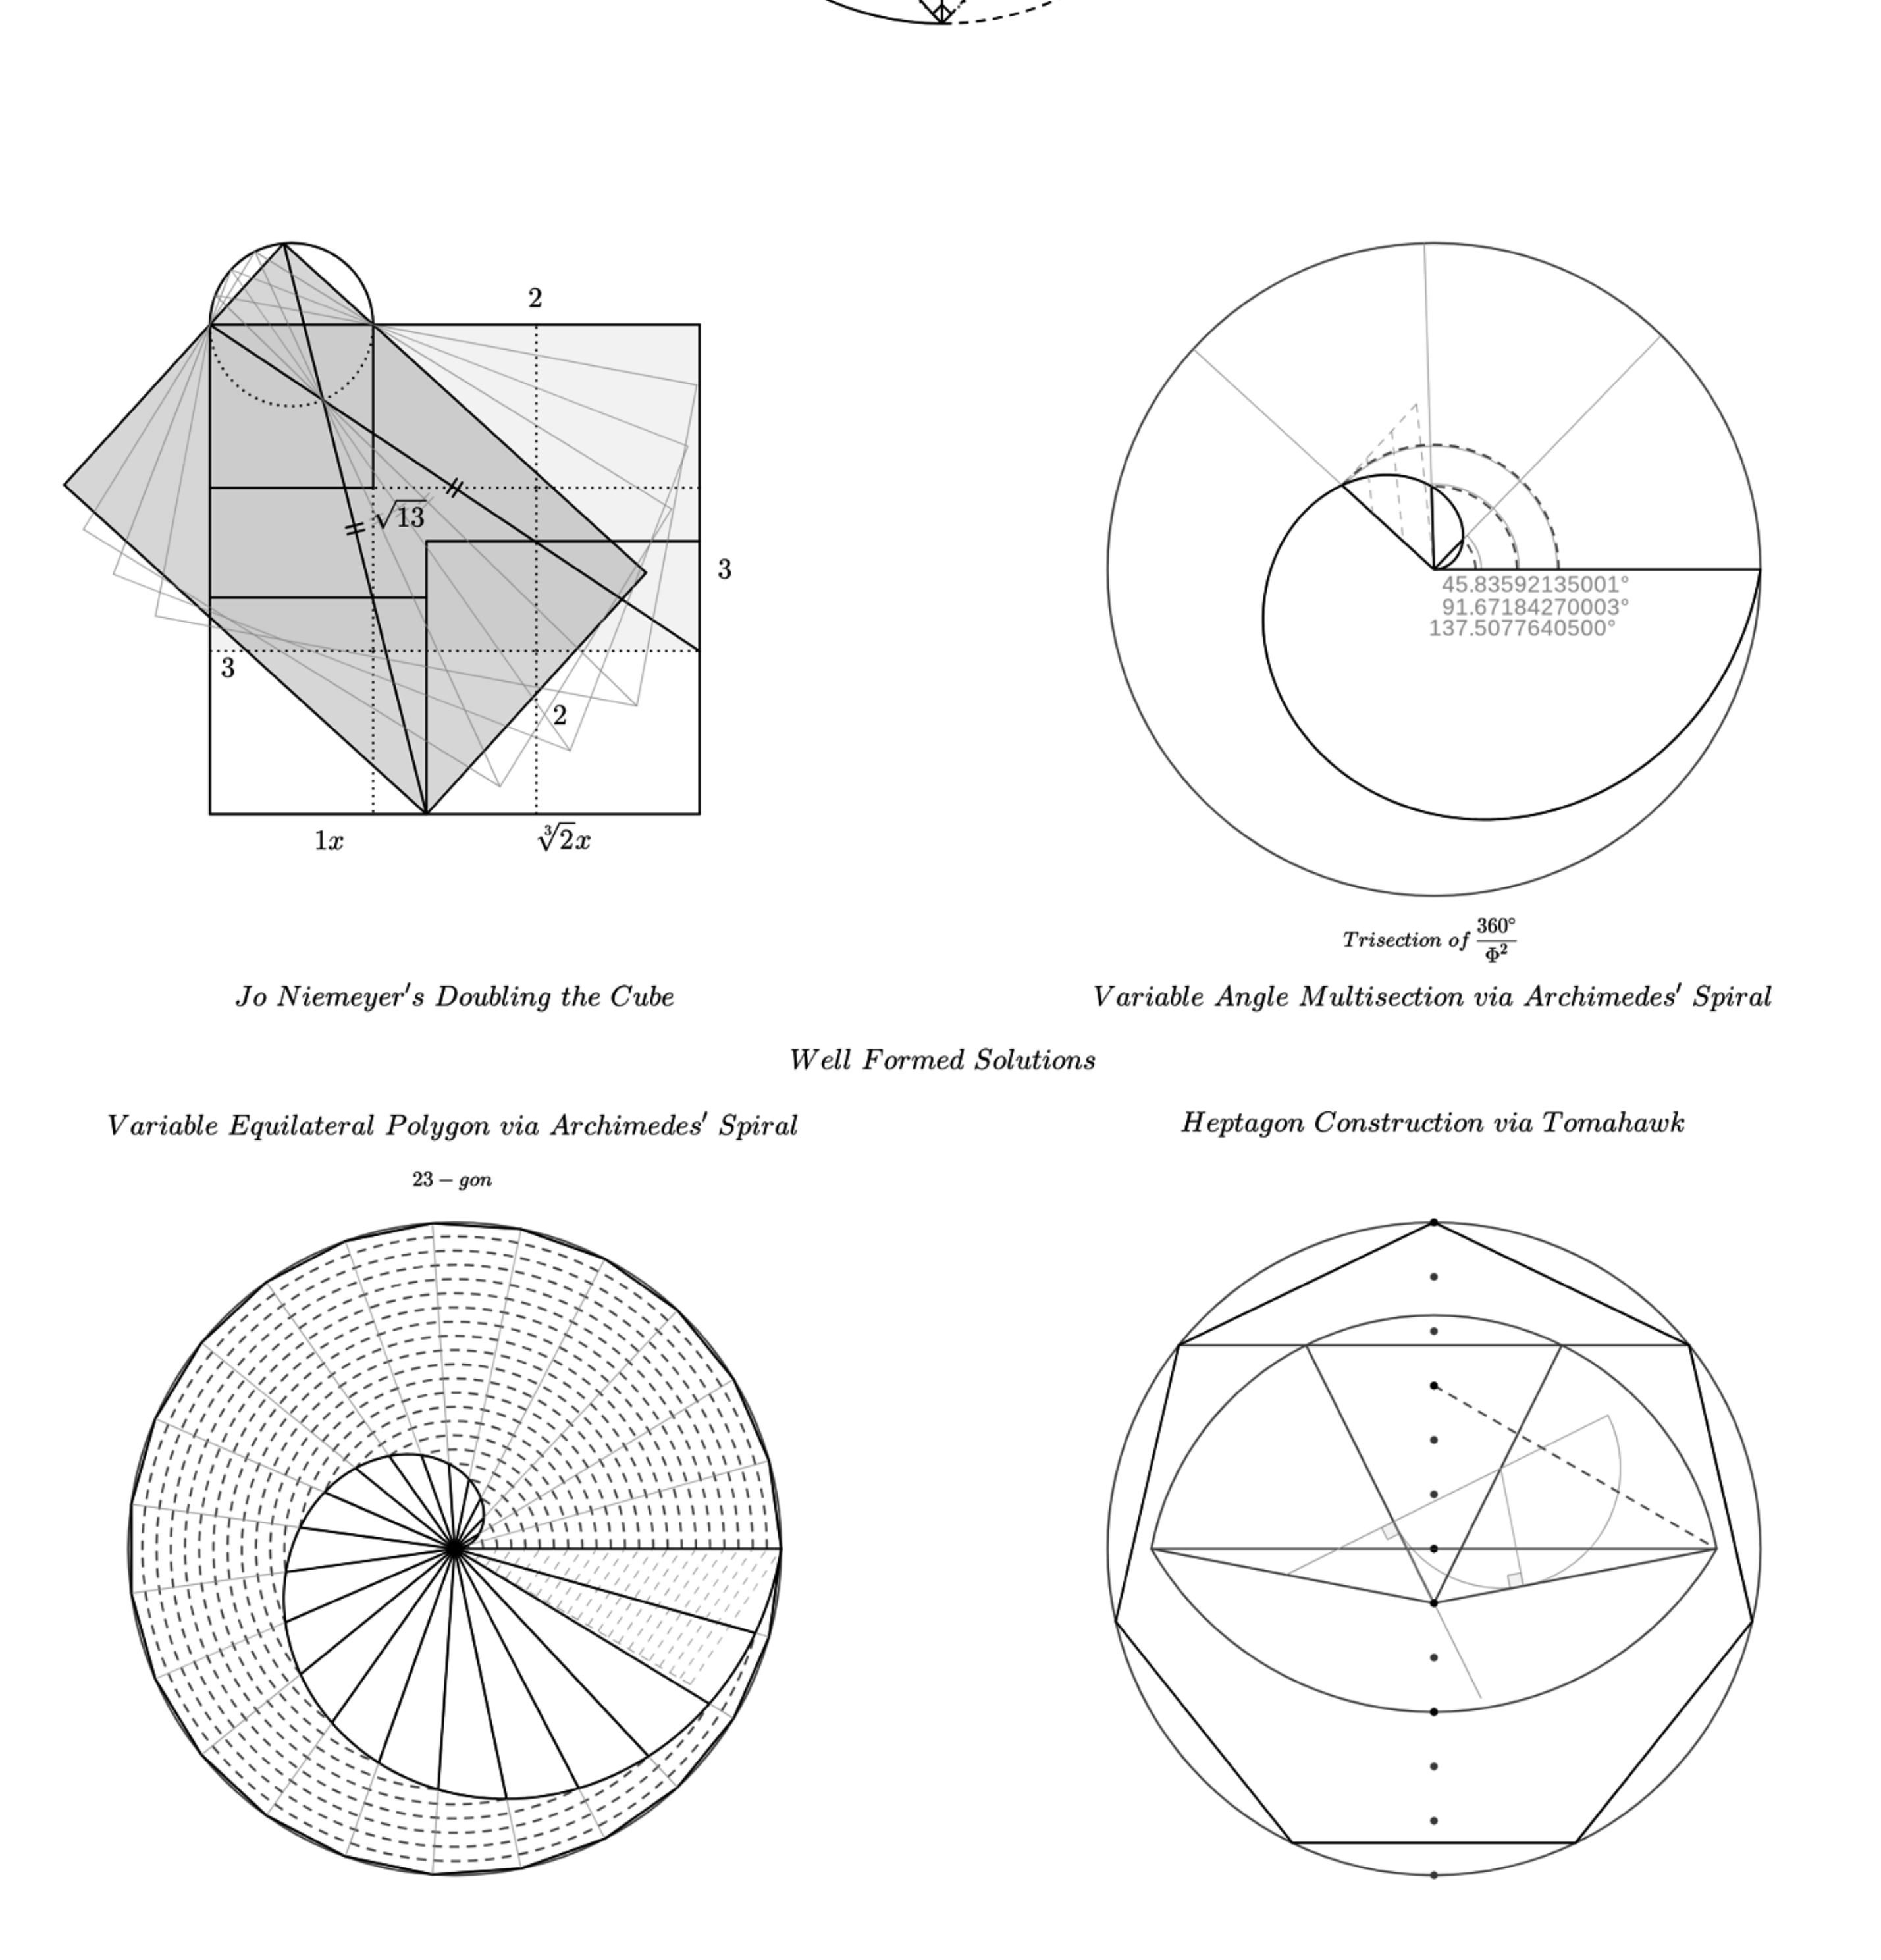 2
√13
3
3
2
1x
∛2x
45.83592135001°
91.67184270003°
137.5077640500°
Trisection of 360°/Φ²
Jo Niemeyer's Doubling the Cube
Variable Angle Multisection via Archimedes' Spiral
Well Formed Solutions
Variable Equilateral Polygon via Archimedes' Spiral
Heptagon Construction via Tomahawk
23 − gon